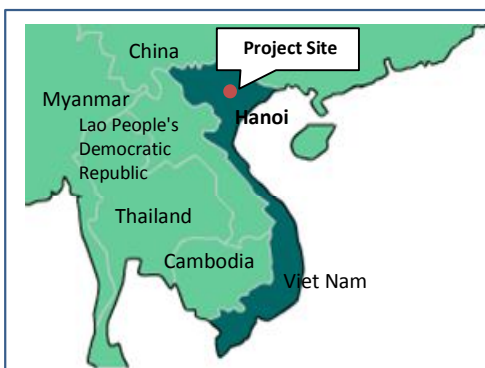 China
Project Site
Myanmar
Hanoi
Lao People's
Democratic
Republic
Thailand
Cambodia
Viet Nam